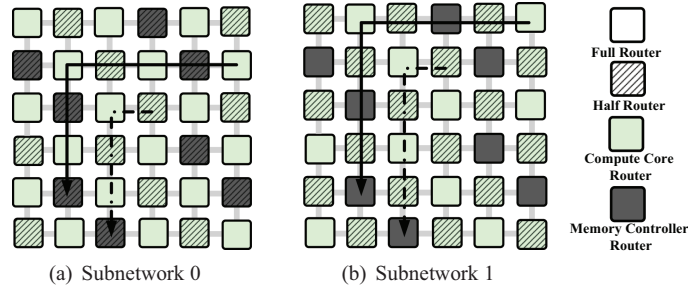 Full Router
Half Router
Compute Core
Router
Memory Controller
Router
(a) Subnetwork 0
(b) Subnetwork 1